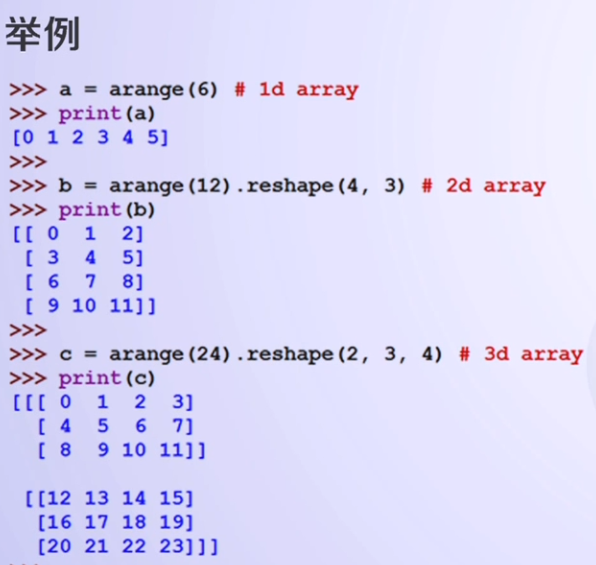 举例
>>> a = arange(6) # 1d array
>>> print(a)
[0 1 2 3 4 5]
>>>
>>> b = arange(12).reshape(4, 3) # 2d array
>>> print(b)
[[ 0  1  2]
 [ 3  4  5]
 [ 6  7  8]
 [ 9 10 11]]
>>>
>>> c = arange(24).reshape(2, 3, 4) # 3d array
>>> print(c)
[[[ 0  1  2  3]
  [ 4  5  6  7]
  [ 8  9 10 11]]

 [[12 13 14 15]
  [16 17 18 19]
  [20 21 22 23]]]